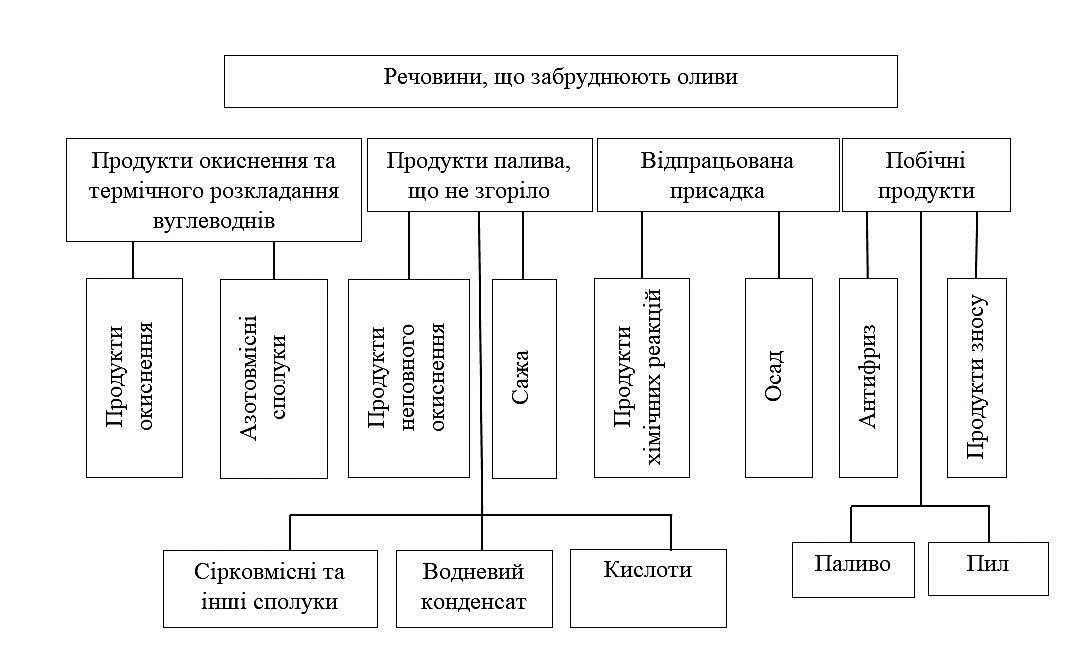 Речовини, що забруднюють оливи
Продукти окиснення та
термічного розкладання
вуглеводнів
Продукти палива,
що не згоріло
Відпрацьована
присадка
Побічні
продукти
Продукти
окиснення
Азотовмісні
сполуки
Продукти
неповного
окиснення
Сажа
Продукти
хімічних реакцій
Осад
Антифриз
Продукти зносу
Сірковмісні та
інші сполуки
Водневий
конденсат
Кислоти
Паливо
Пил